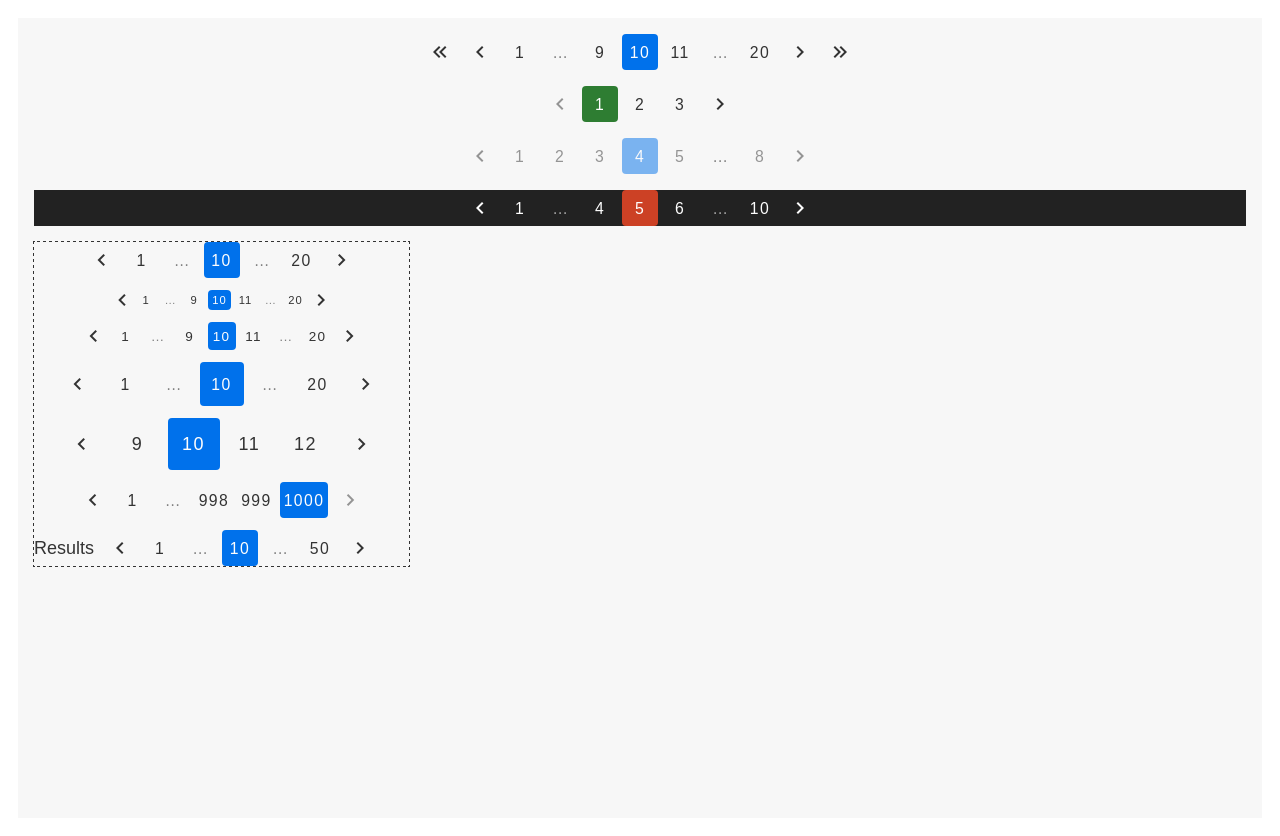 1 … 9 10 11 … 20
1 2 3
1 2 3 4 5 … 8
1 … 4 5 6 … 10
1 … 10 … 20
1 … 9 10 11 … 20
1 … 9 10 11 … 20
1 … 10 … 20
9 10 11 12
1 … 998 999 1000
Results 1 … 10 … 50